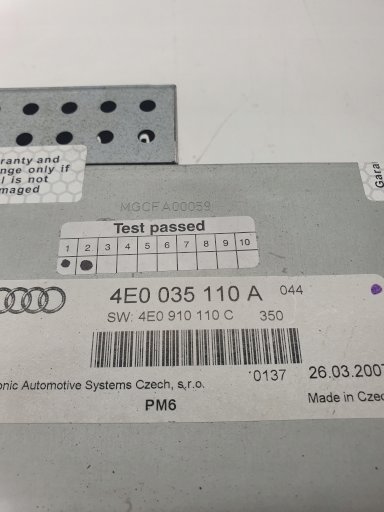 ranty and
nge only if
l is not
maged
Gara
MGCFA00059
Test passed
1 2 3 4 5 6 7 8 9 10
4E0 035 110 A 044
SW: 4E0 910 110 C 350
onic Automotive Systems Czech, s.r.o.
0137 26.03.2007
PM6
Made in Czec